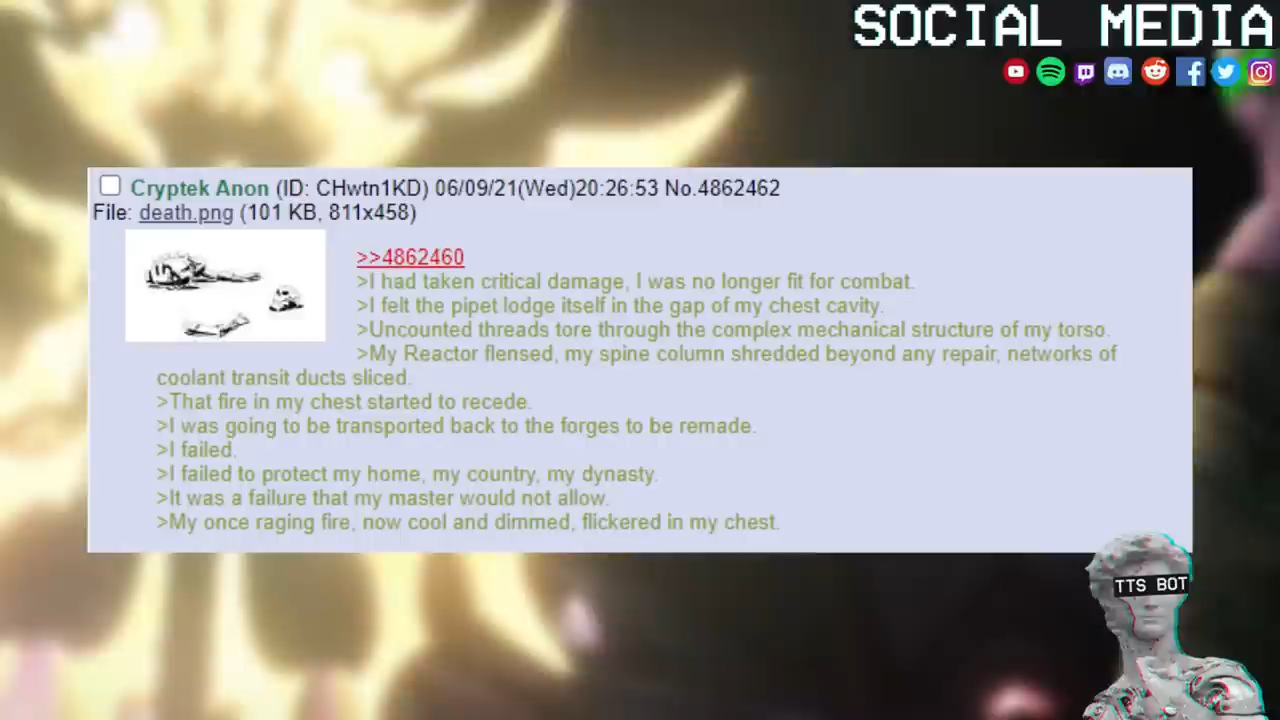 SOCIAL MEDIA
Cryptek Anon (ID: CHwtn1KD) 06/09/21(Wed)20:26:53 No.4862462
File: death.png (101 KB, 811x458)
>>4862460
>I had taken critical damage, I was no longer fit for combat.
>I felt the pipet lodge itself in the gap of my chest cavity.
>Uncounted threads tore through the complex mechanical structure of my torso.
>My Reactor flensed, my spine column shredded beyond any repair, networks of
coolant transit ducts sliced.
>That fire in my chest started to recede.
>I was going to be transported back to the forges to be remade.
>I failed.
>I failed to protect my home, my country, my dynasty.
>It was a failure that my master would not allow.
>My once raging fire, now cool and dimmed, flickered in my chest.
TTS BOT